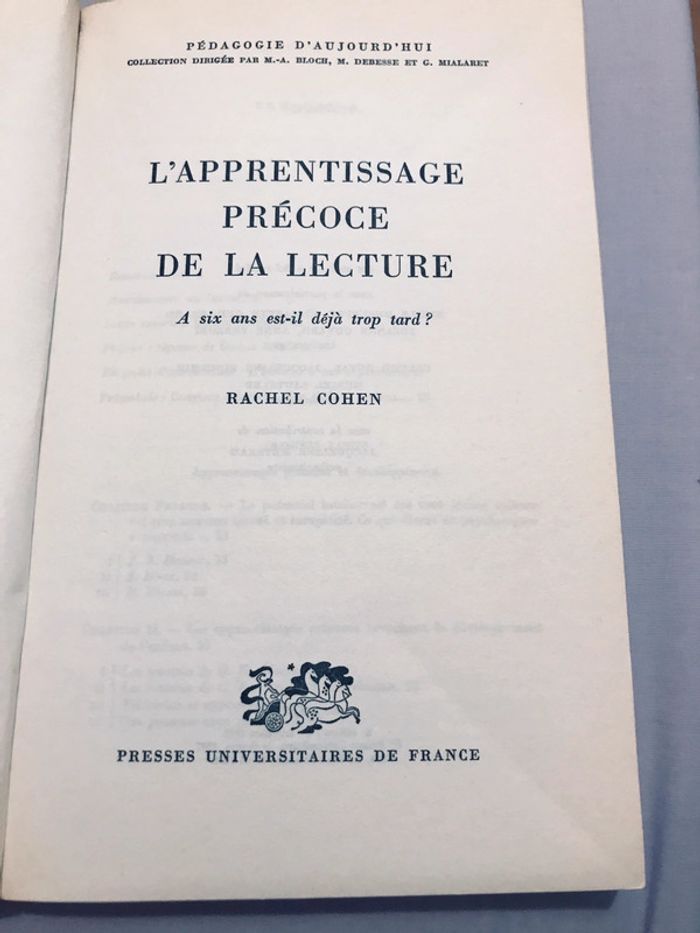 PÉDAGOGIE D'AUJOURD'HUI
COLLECTION DIRIGÉE PAR M.-A. BLOCH, M. DEBESSE ET G. MIALARET
L'APPRENTISSAGE
PRÉCOCE
DE LA LECTURE
A six ans est-il déjà trop tard ?
RACHEL COHEN
PRESSES UNIVERSITAIRES DE FRANCE